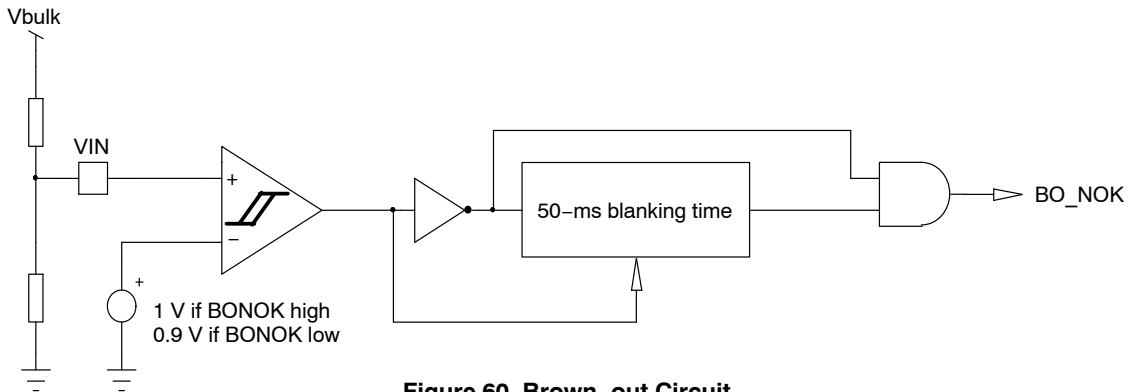 Vbulk
VIN
+
−
+
1 V if BONOK high
0.9 V if BONOK low
50−ms blanking time
BO_NOK
Figure 60. Brown−out Circuit